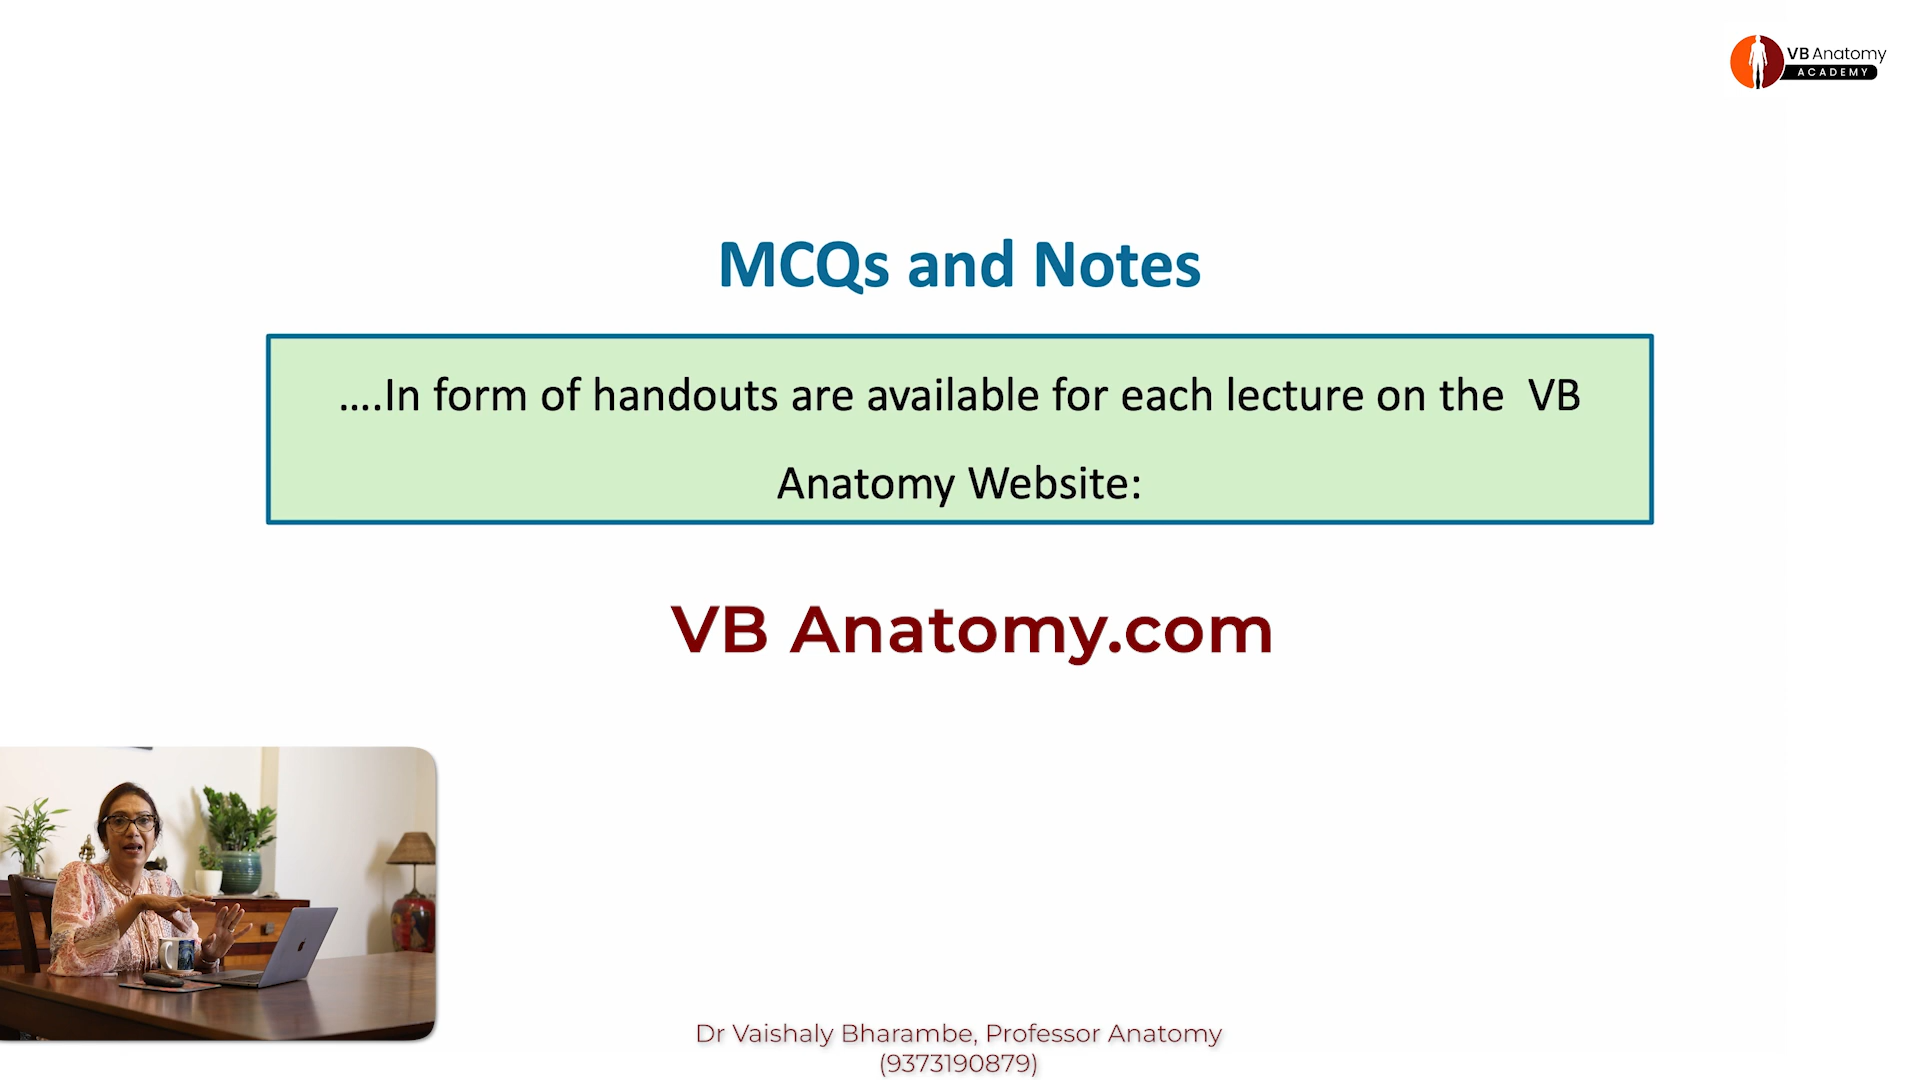 VB Anatomy
ACADEMY
MCQs and Notes
....In form of handouts are available for each lecture on the VB
Anatomy Website:
VB Anatomy.com
Dr Vaishaly Bharambe, Professor Anatomy
(9373190879)